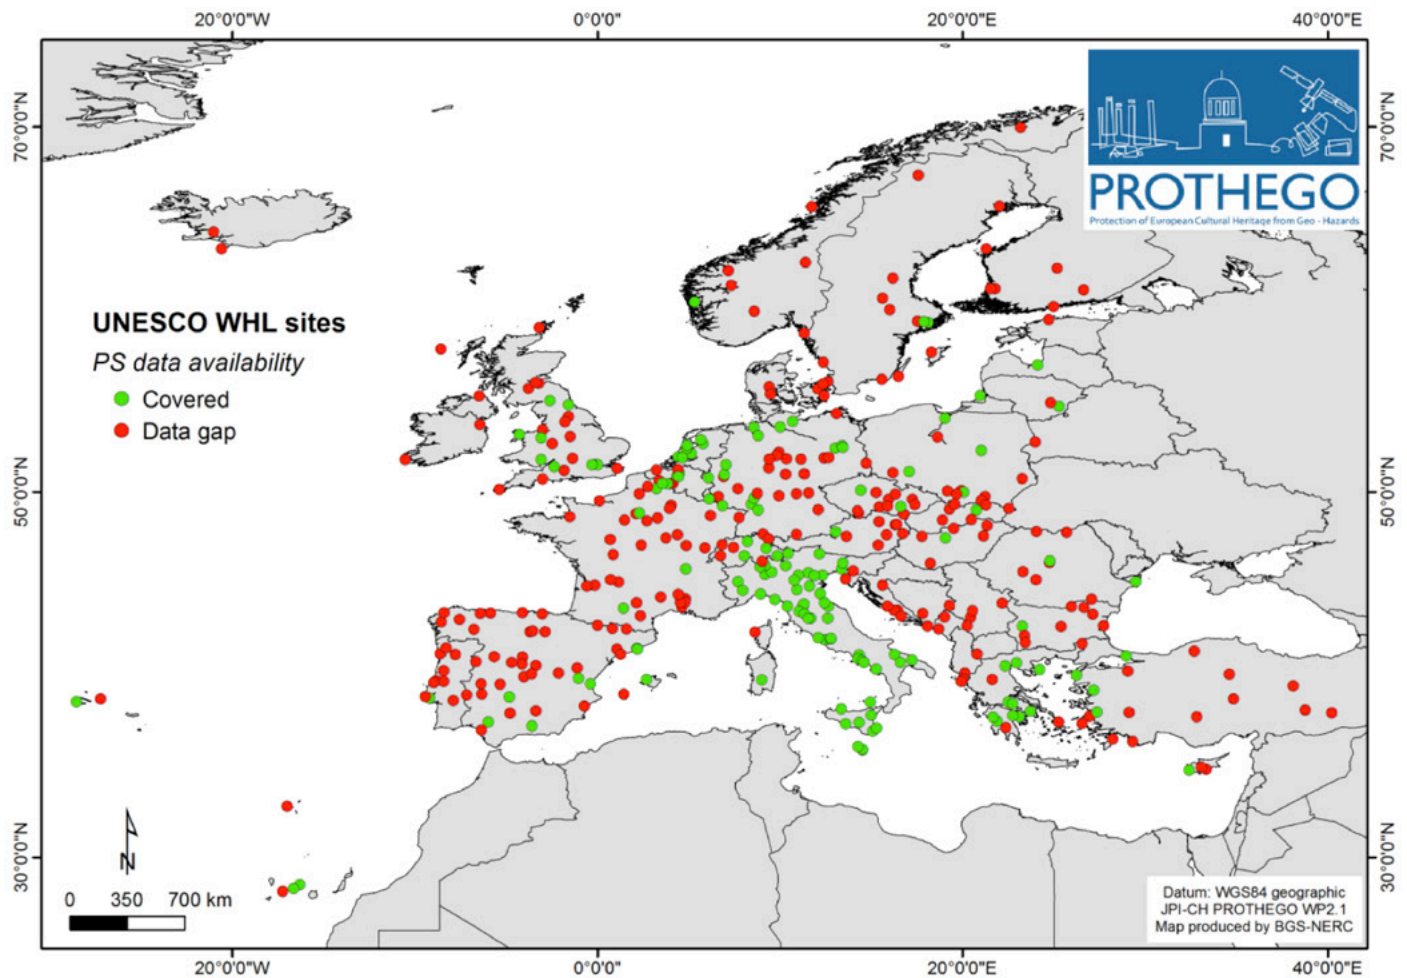 20°0'0"W 0°0'0" 20°0'0"E 40°0'0"E
70°0'0"N 70°0'0"N
PROTHEGO
Protection of European Cultural Heritage from Geo - Hazards
UNESCO WHL sites
PS data availability
Covered
Data gap
50°0'0"N 50°0'0"N
30°0'0"N 30°0'0"N
N
0 350 700 km
Datum: WGS84 geographic
JPI-CH PROTHEGO WP2.1
Map produced by BGS-NERC
20°0'0"W 0°0'0" 20°0'0"E 40°0'0"E